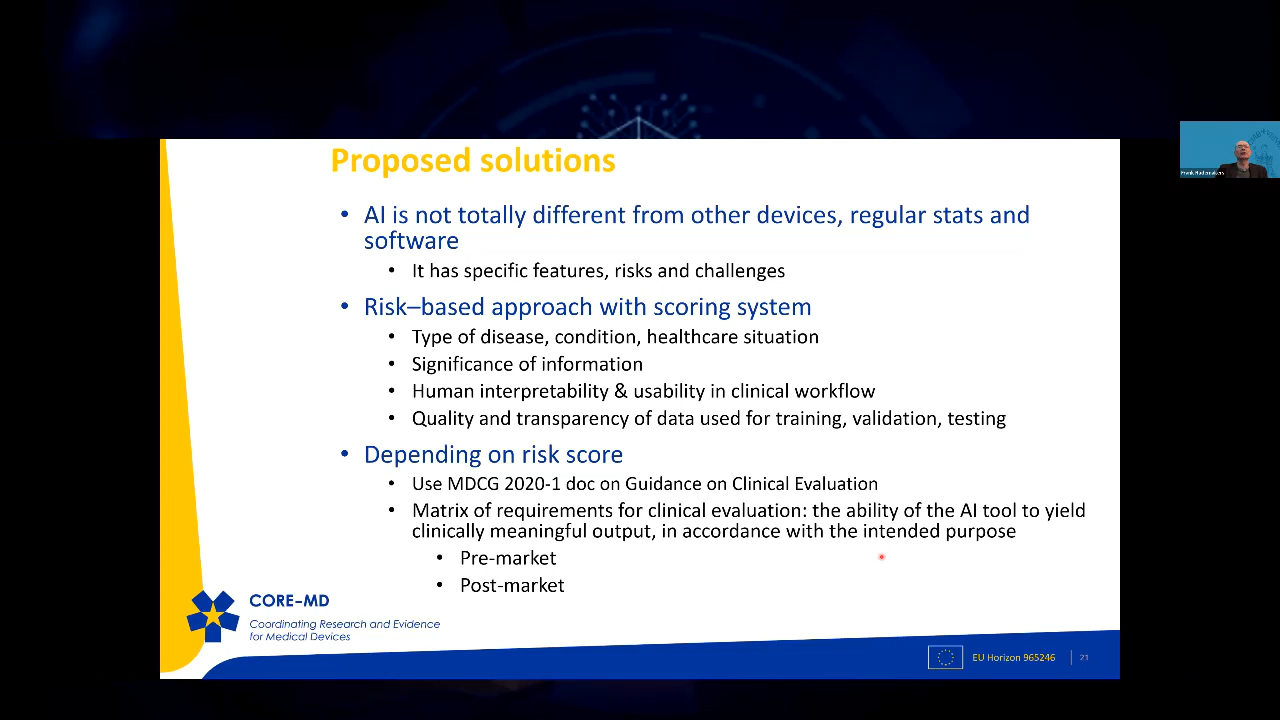 Proposed solutions
• AI is not totally different from other devices, regular stats and
software
• It has specific features, risks and challenges
• Risk–based approach with scoring system
• Type of disease, condition, healthcare situation
• Significance of information
• Human interpretability & usability in clinical workflow
• Quality and transparency of data used for training, validation, testing
• Depending on risk score
• Use MDCG 2020-1 doc on Guidance on Clinical Evaluation
• Matrix of requirements for clinical evaluation: the ability of the AI tool to yield
clinically meaningful output, in accordance with the intended purpose
• Pre-market
• Post-market
CORE–MD
Coordinating Research and Evidence
for Medical Devices
EU Horizon 965246
21
Frank Rademakers